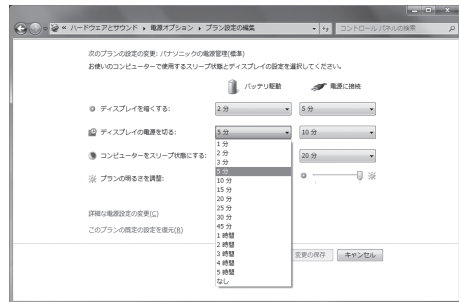 « ハードウェアとサウンド ▸ 電源オプション ▸ プラン設定の編集
コントロール パネルの検索
次のプランの設定の変更: パナソニックの電源管理(標準)
お使いのコンピューターで使用するスリープ状態とディスプレイの設定を選択してください。
バッテリ駆動 電源に接続
ディスプレイを暗くする: 2 分 5 分
ディスプレイの電源を切る: 5 分 10 分
1 分
2 分
コンピューターをスリープ状態にする: 20 分
3 分
5 分
プランの明るさを調整:
10 分
15 分
20 分
25 分
詳細な電源設定の変更(C)
30 分
45 分
このプランの既定の設定を復元(R)
1 時間
2 時間
3 時間
変更の保存 キャンセル
4 時間
5 時間
なし